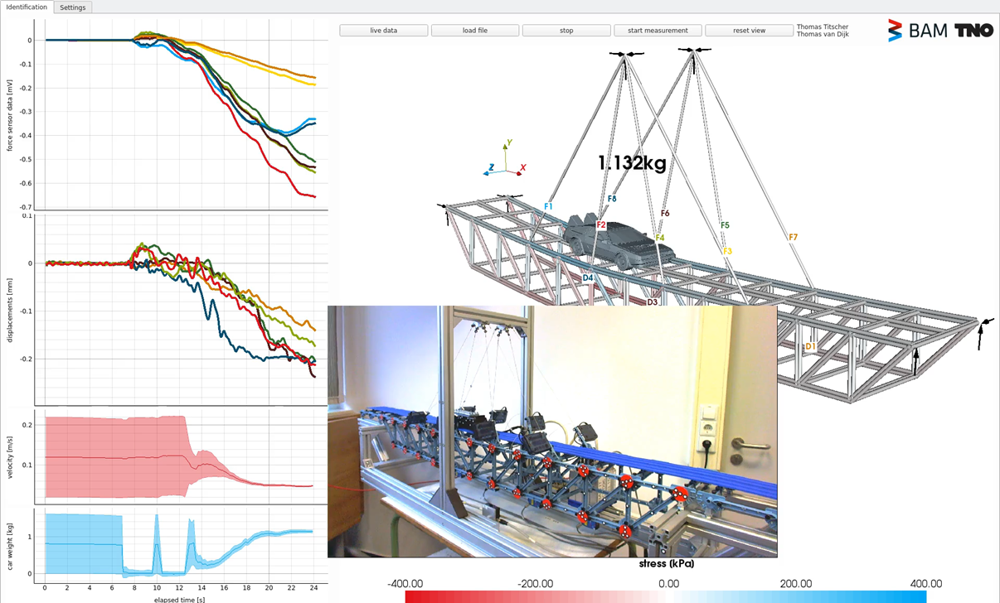 Identification Settings
live data load file stop start measurement reset view
Thomas Titscher
Thomas van Dijk
BAM TNO
force sensor data [mV]
0
-0.1
-0.2
-0.3
-0.4
-0.5
-0.6
-0.7
displacements [mm]
0.1
0
-0.1
-0.2
velocity [m/s]
0.2
0.1
car weight [kg]
1
0
0 2 4 6 8 10 12 14 16 18 20 22 24
elapsed time [s]
Y
Z X
1.132kg
F1 F8
F2 F6
F4 F5
F3 F7
D4
D3
D1
stress (kPa)
-400.00 -200.00 0.00 200.00 400.00